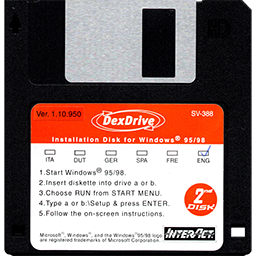 Ver. 1.10.950
DexDrive
SV-366
Installation Disk for Windows® 95/98
ITA DUT GER SPA FRE ENG
1.Start Windows® 95/98.
2.Insert diskette into drive a or b.
3.Choose RUN from START MENU.
4.Type a or b:\Setup & press ENTER.
5.Follow the on-screen instructions.
2nd
DISK
Microsoft®, Windows®, and the Windows® 95/98 logo
are registered trademarks of Microsoft Corporation.
INTERACT